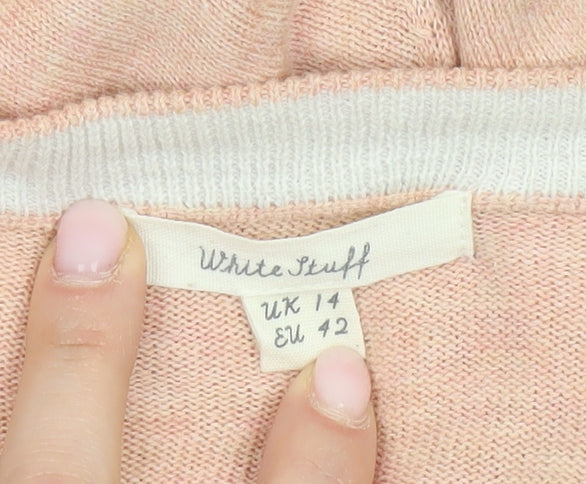 White Stuff
UK 14
EU 42